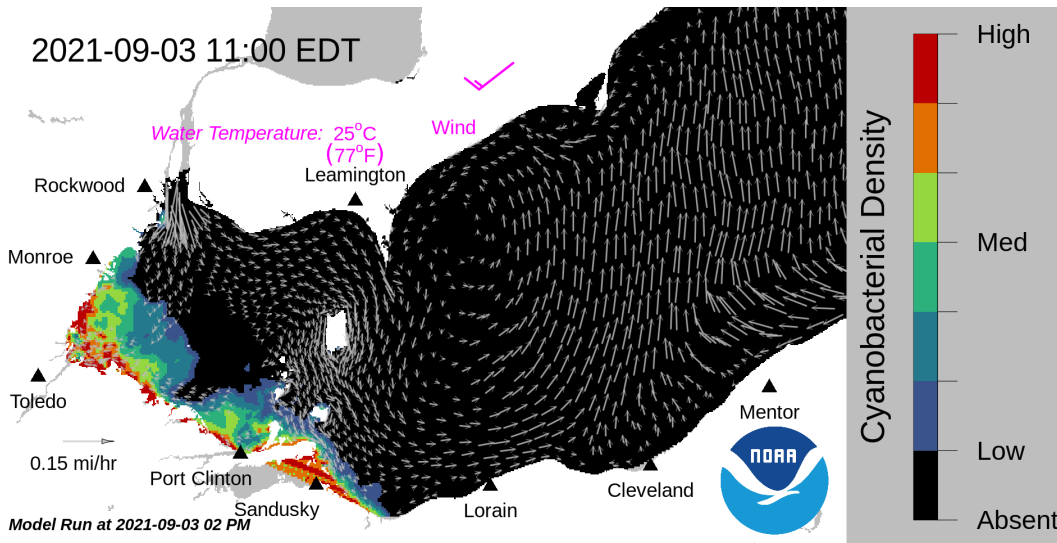 2021-09-03 11:00 EDT
High
Water Temperature: 25°C
(77°F)
Wind
Leamington
Rockwood
Monroe
Med
Cyanobacterial Density
Toledo
Mentor
0.15 mi/hr
NOAA
Low
Port Clinton
Cleveland
Sandusky
Lorain
Model Run at 2021-09-03 02 PM
Absent